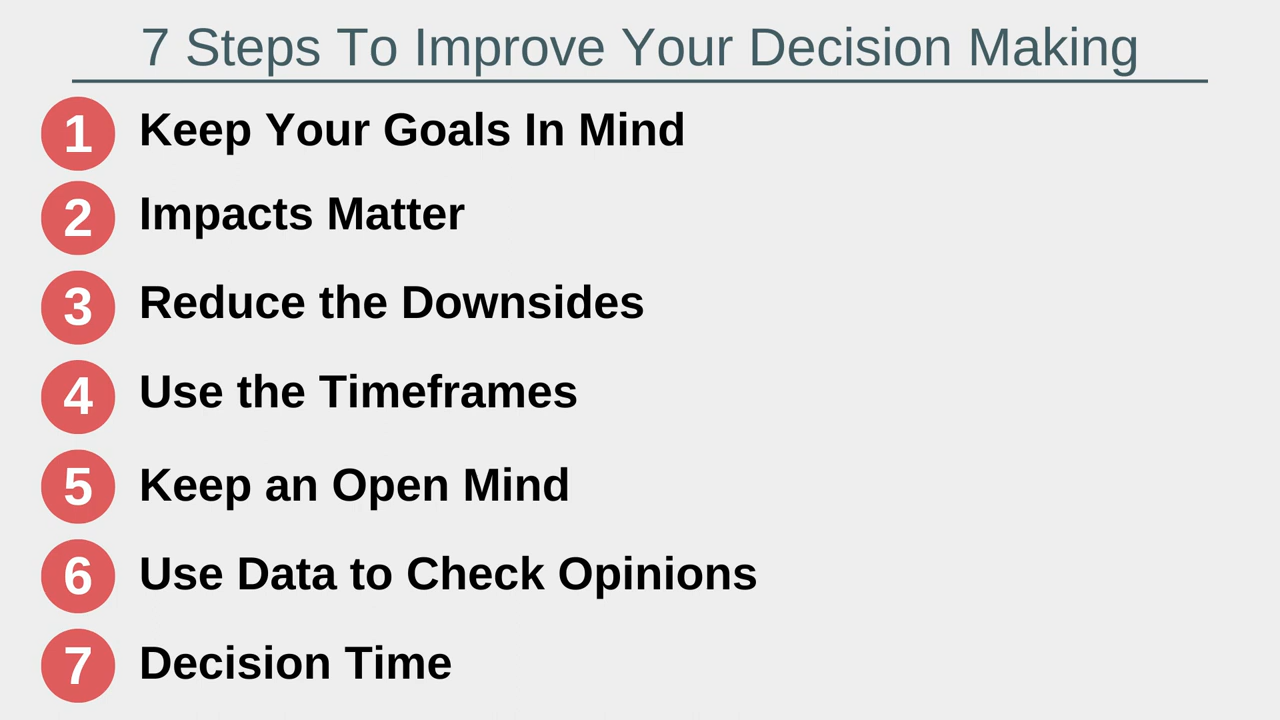 7 Steps To Improve Your Decision Making
1 Keep Your Goals In Mind
2 Impacts Matter
3 Reduce the Downsides
4 Use the Timeframes
5 Keep an Open Mind
6 Use Data to Check Opinions
7 Decision Time